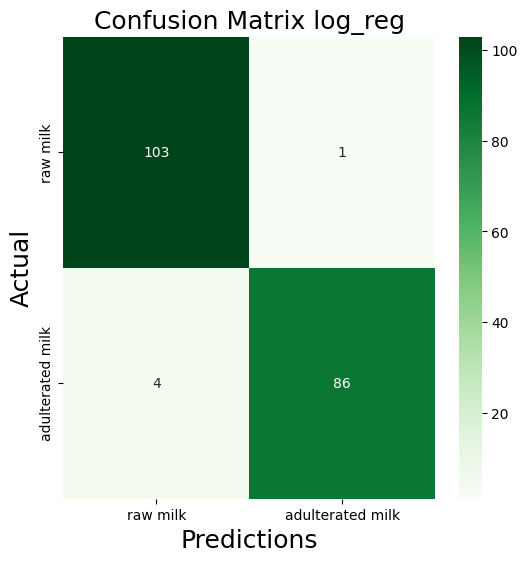 Confusion Matrix log_reg
Actual
raw milk
adulterated milk
103
1
4
86
raw milk
adulterated milk
Predictions
100
80
60
40
20